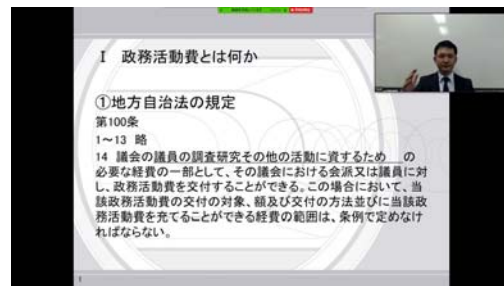 Ⅰ 政務活動費とは何か
①地方自治法の規定
第100条
1～13 略
14 議会の議員の調査研究その他の活動に資するため の
必要な経費の一部として、その議会における会派又は議員に対
し、政務活動費を交付することができる。この場合において、当
該政務活動費の交付の対象、額及び交付の方法並びに当該政
務活動費を充てることができる経費の範囲は、条例で定めなけ
ればならない。
1